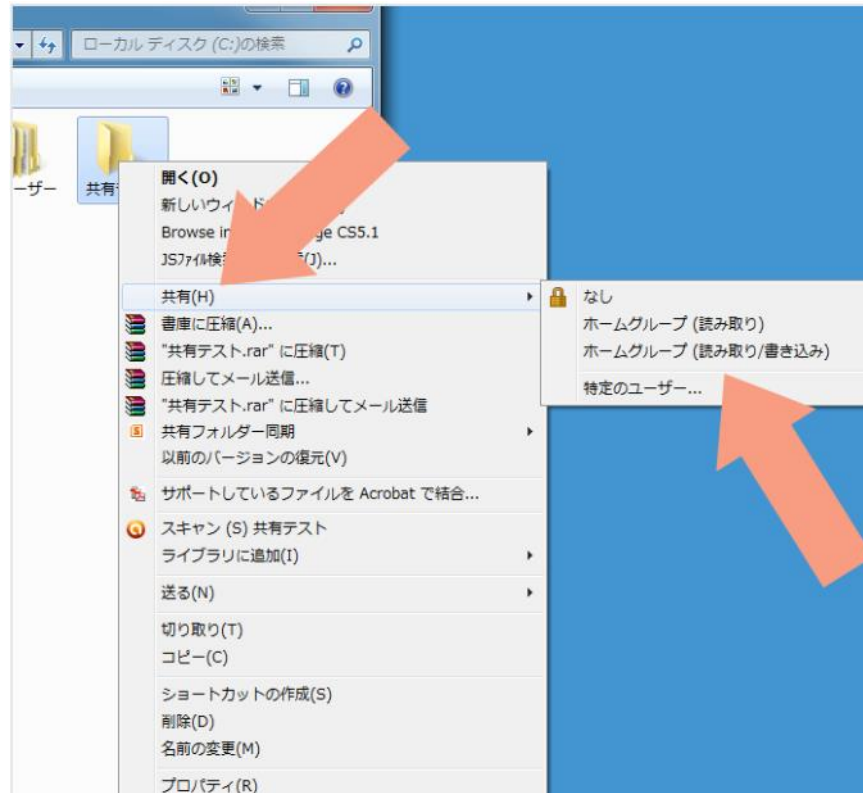 ローカル ディスク (C:)の検索
ーザー
共有
開く(O)
新しいウィ
Browse in ge CS5.1
JSﾌｧｲﾙ検 (J)...
共有(H)
書庫に圧縮(A)...
"共有テスト.rar" に圧縮(T)
圧縮してメール送信...
"共有テスト.rar" に圧縮してメール送信
共有フォルダー同期
以前のバージョンの復元(V)
サポートしているファイルを Acrobat で結合...
スキャン (S) 共有テスト
ライブラリに追加(I)
送る(N)
切り取り(T)
コピー(C)
ショートカットの作成(S)
削除(D)
名前の変更(M)
プロパティ(R)
なし
ホームグループ (読み取り)
ホームグループ (読み取り/書き込み)
特定のユーザー...